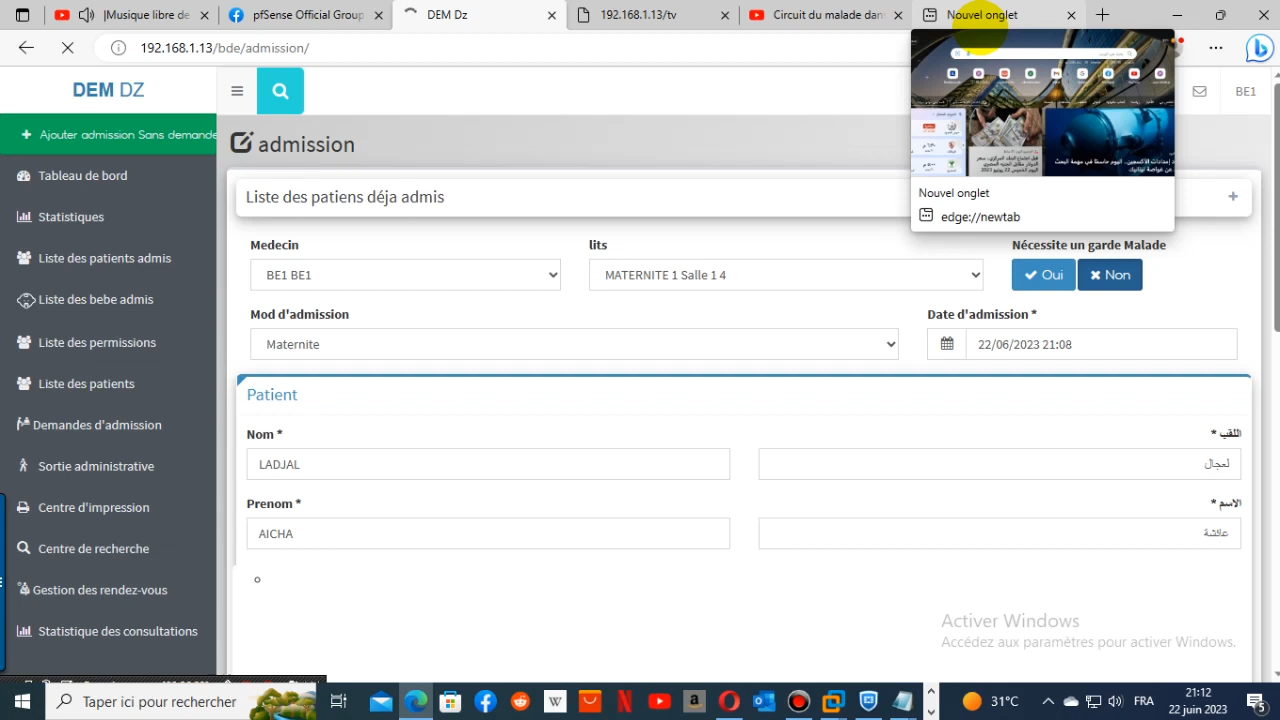 Musique libre de
Official Group
DEM Dz
192.168.1.13/tv
Circuit du malade dan
Nouvel onglet
192.168.1.13/bde/admission/
DEM DZ
BE1
Ajouter admission Sans demande
admission
Tableau de bord
Statistiques
Liste des patients admis
Liste des bebe admis
Liste des permissions
Liste des patients
Demandes d'admission
Sortie administrative
Centre d'impression
Centre de recherche
Gestion des rendez-vous
Statistique des consultations
Liste des patiens déja admis
Nouvel onglet
edge://newtab
Medecin
lits
Nécessite un garde Malade
BE1 BE1
MATERNITE 1 Salle 1 4
Oui
Non
Mod d'admission
Date d'admission *
Maternite
22/06/2023 21:08
Patient
Nom *
اللقب *
LADJAL
لعجال
Prenom *
الاسم *
AICHA
عائشة
Activer Windows
Accédez aux paramètres pour activer Windows.
Taper ici pour rechercher
31°C
FRA
21:12
22 juin 2023
5